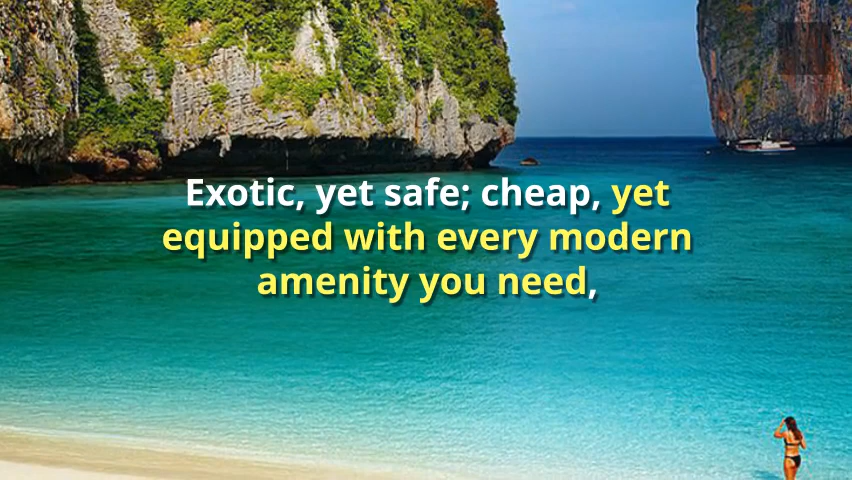 Exotic, yet safe; cheap, yet
equipped with every modern
amenity you need,